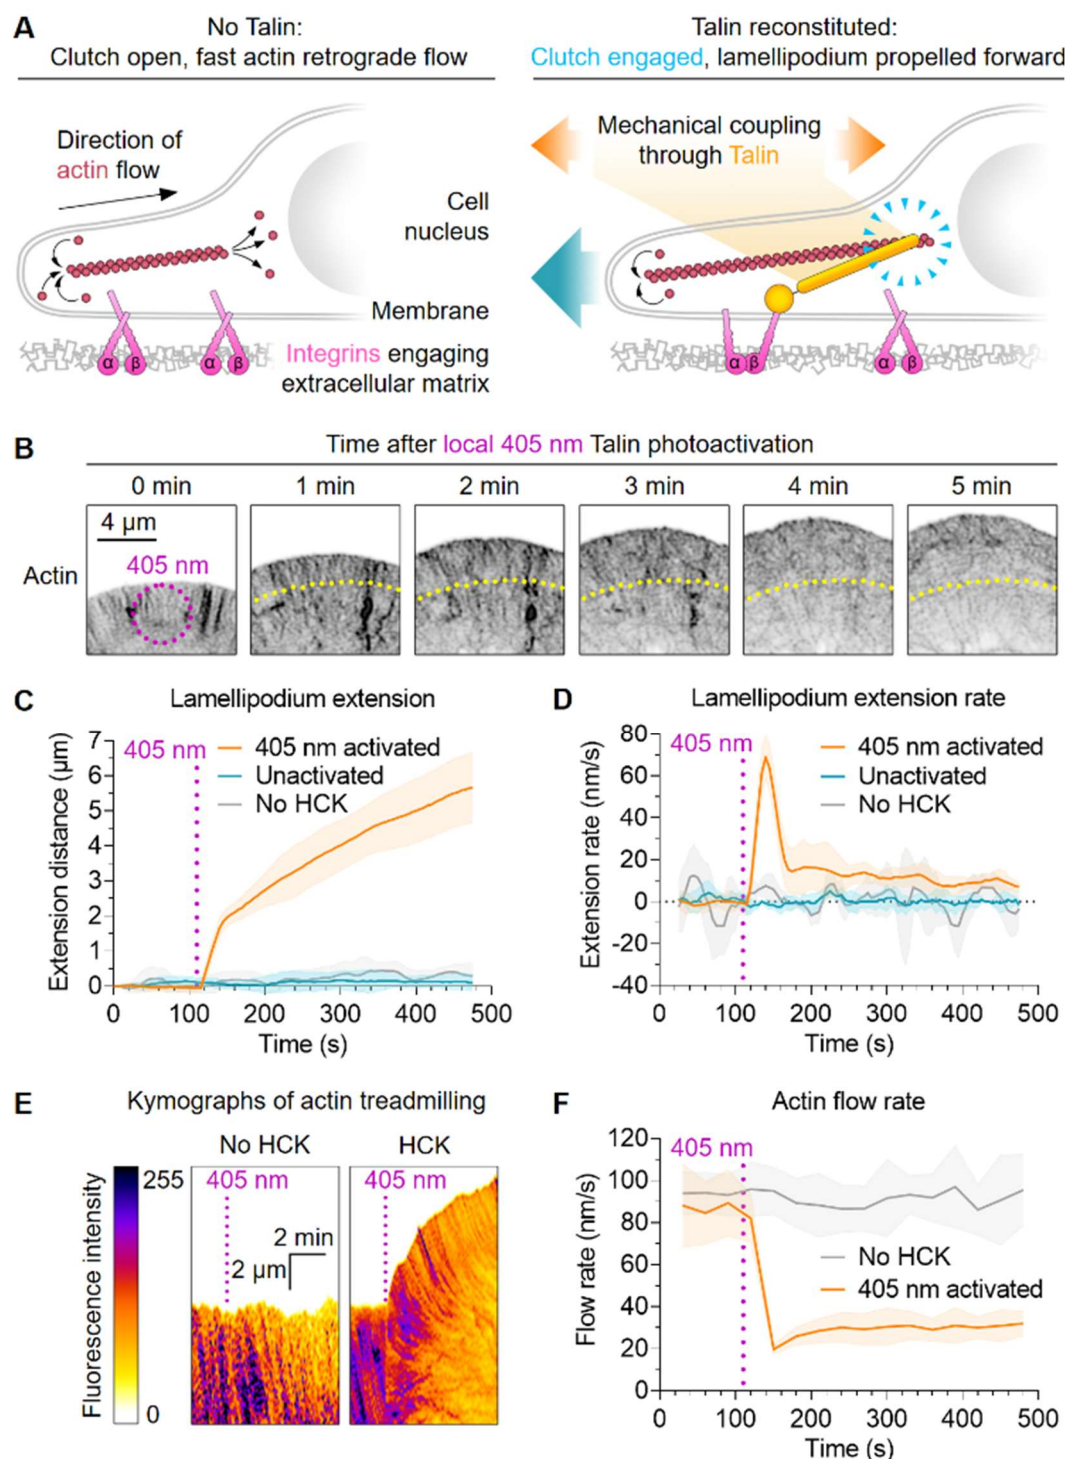 A
No Talin:
Clutch open, fast actin retrograde flow
Talin reconstituted:
Clutch engaged, lamellipodium propelled forward
Direction of
actin flow
Cell
nucleus
Membrane
Integrins engaging
extracellular matrix
α β α β
Mechanical coupling
through Talin
α β α β
B
Time after local 405 nm Talin photoactivation
0 min 1 min 2 min 3 min 4 min 5 min
4 μm
405 nm
Actin
C
Lamellipodium extension
Extension distance (μm)
7
6
5
4
3
2
1
0
405 nm
405 nm activated
Unactivated
No HCK
0 100 200 300 400 500
Time (s)
D
Lamellipodium extension rate
Extension rate (nm/s)
80
60
40
20
0
-20
-40
405 nm
405 nm activated
Unactivated
No HCK
0 100 200 300 400 500
Time (s)
E
Kymographs of actin treadmilling
Fluorescence intensity
255
0
No HCK
405 nm
2 min
2 μm
HCK
405 nm
F
Actin flow rate
Flow rate (nm/s)
120
100
80
60
40
20
0
405 nm
No HCK
405 nm activated
0 100 200 300 400 500
Time (s)